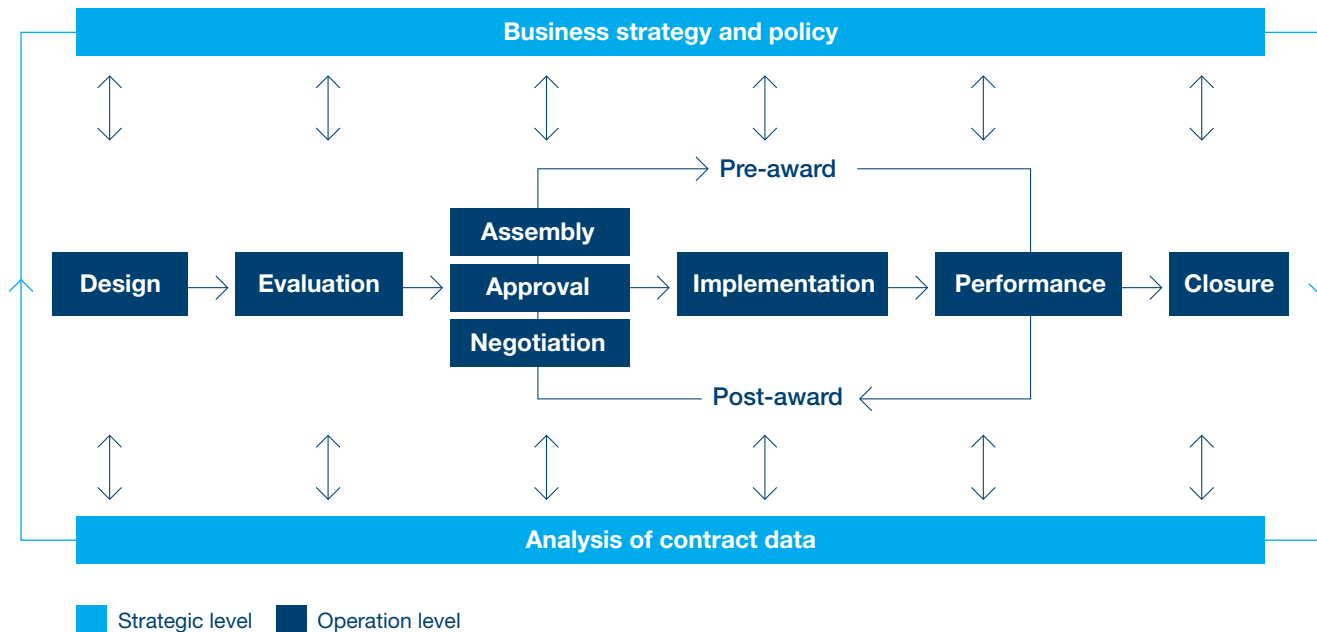 Business strategy and policy
Pre-award
Assembly
Design
Evaluation
Approval
Implementation
Performance
Closure
Negotiation
Post-award
Analysis of contract data
Strategic level
Operation level